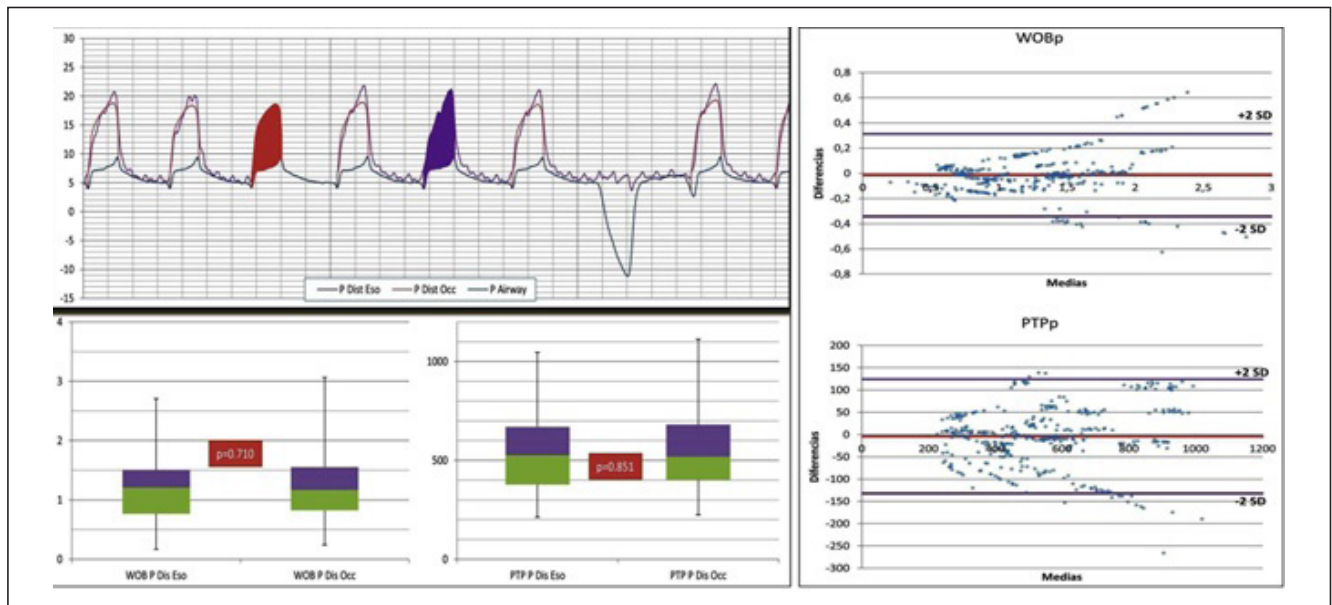 30
25
20
15
10
5
0
-5
-10
-15
P Dist Eso P Dist Occ P Airway
4
3
2
1
0
p=0.710
WOB P Dis Eso WOB P Dis Occ
1000
500
0
p=0.851
PTP P Dis Eso PTP P Dis Occ
WOBp
0,8
0,6
0,4
0,2
0
-0,2
-0,4
-0,6
-0,8
+2 SD
0 0,5 1 1,5 2 2,5 3
-2 SD
Diferencias
Medias
PTPp
200
150
100
50
0
-50
-100
-150
-200
-250
-300
+2 SD
0 200 400 600 800 1000 1200
-2 SD
Diferencias
Medias